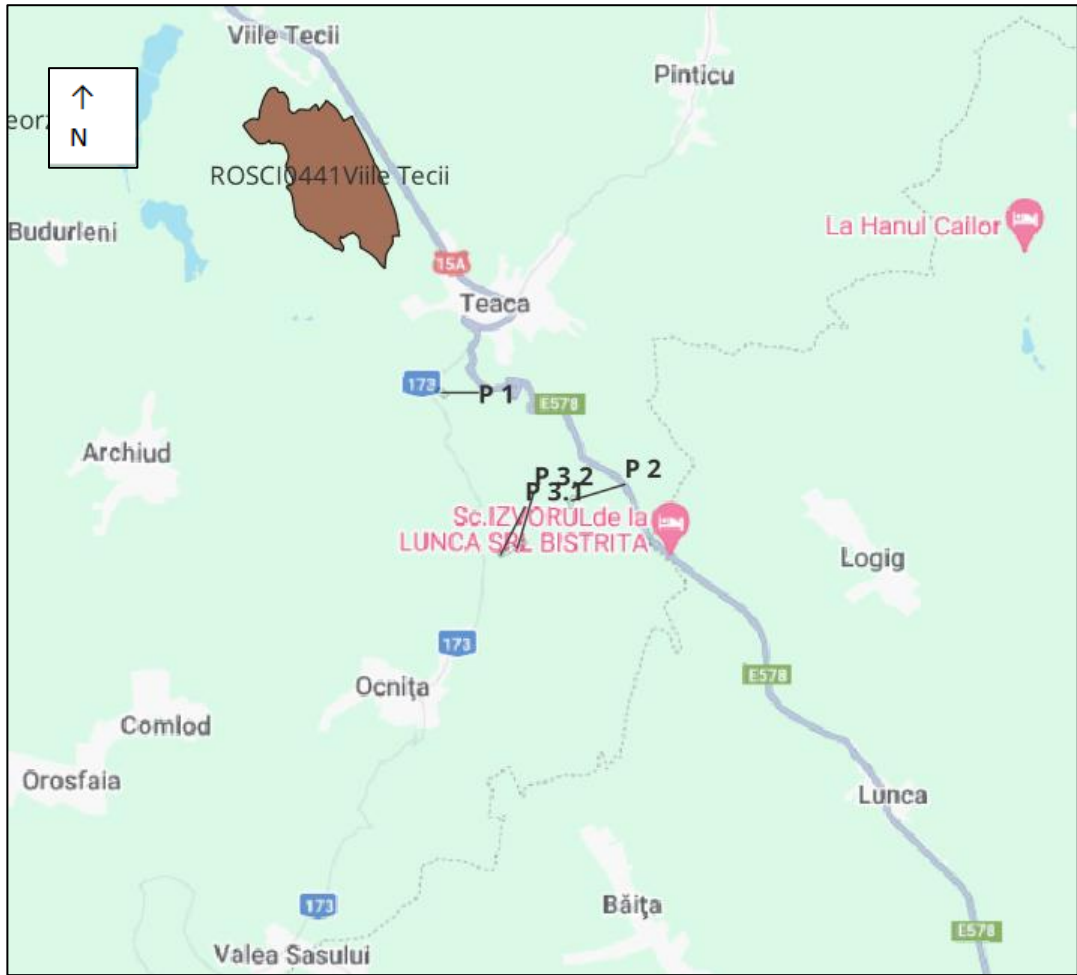 Viile Tecii
Pinticu
↑
N
eorz
ROSCI0441Viile Tecii
Budurleni
La Hanul Cailor
15A
Teaca
173
P 1
E578
Archiud
P 3,2
P 2
P 3.1
Sc.IZVORULde la
LUNCA SRL BISTRITA
Logig
173
E578
Ocnița
Comlod
Orosfaia
Lunca
173
Băița
E578
Valea Sasului